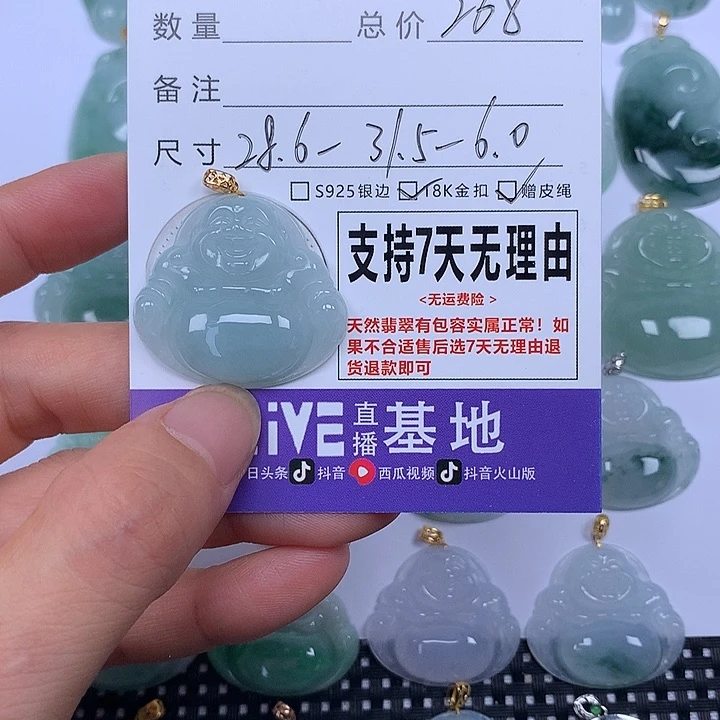 数量 总价 268
备注
尺寸 28.6-31.5-6.0
S925银边 18K金扣 赠皮绳
支持7天无理由
<无运费险>
天然翡翠有包容实属正常！如
果不合适售后选7天无理由退
货退款即可
iVE 直播 基地
日头条 抖音 西瓜视频 抖音火山版